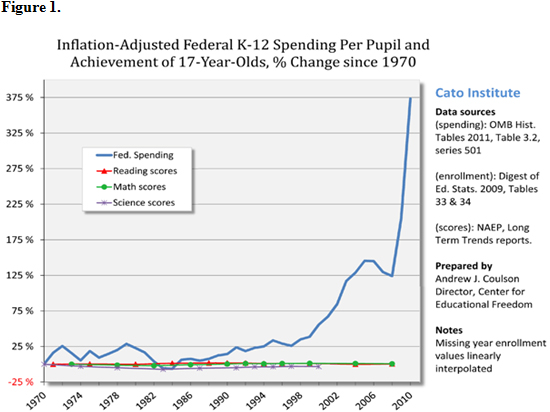 Figure 1.
Inflation-Adjusted Federal K-12 Spending Per Pupil and
Achievement of 17-Year-Olds, % Change since 1970
375 %
325 %
275 %
225 %
175 %
125 %
75 %
25 %
-25 %
Fed. Spending
Reading scores
Math scores
Science scores
1970
1974
1978
1982
1986
1990
1994
1998
2002
2006
2010
Cato Institute
Data sources
(spending): OMB Hist.
Tables 2011, Table 3.2,
series 501
(enrollment): Digest of
Ed. Stats. 2009, Tables
33 & 34
(scores): NAEP, Long
Term Trends reports.
Prepared by
Andrew J. Coulson
Director, Center for
Educational Freedom
Notes
Missing year enrollment
values linearly
interpolated